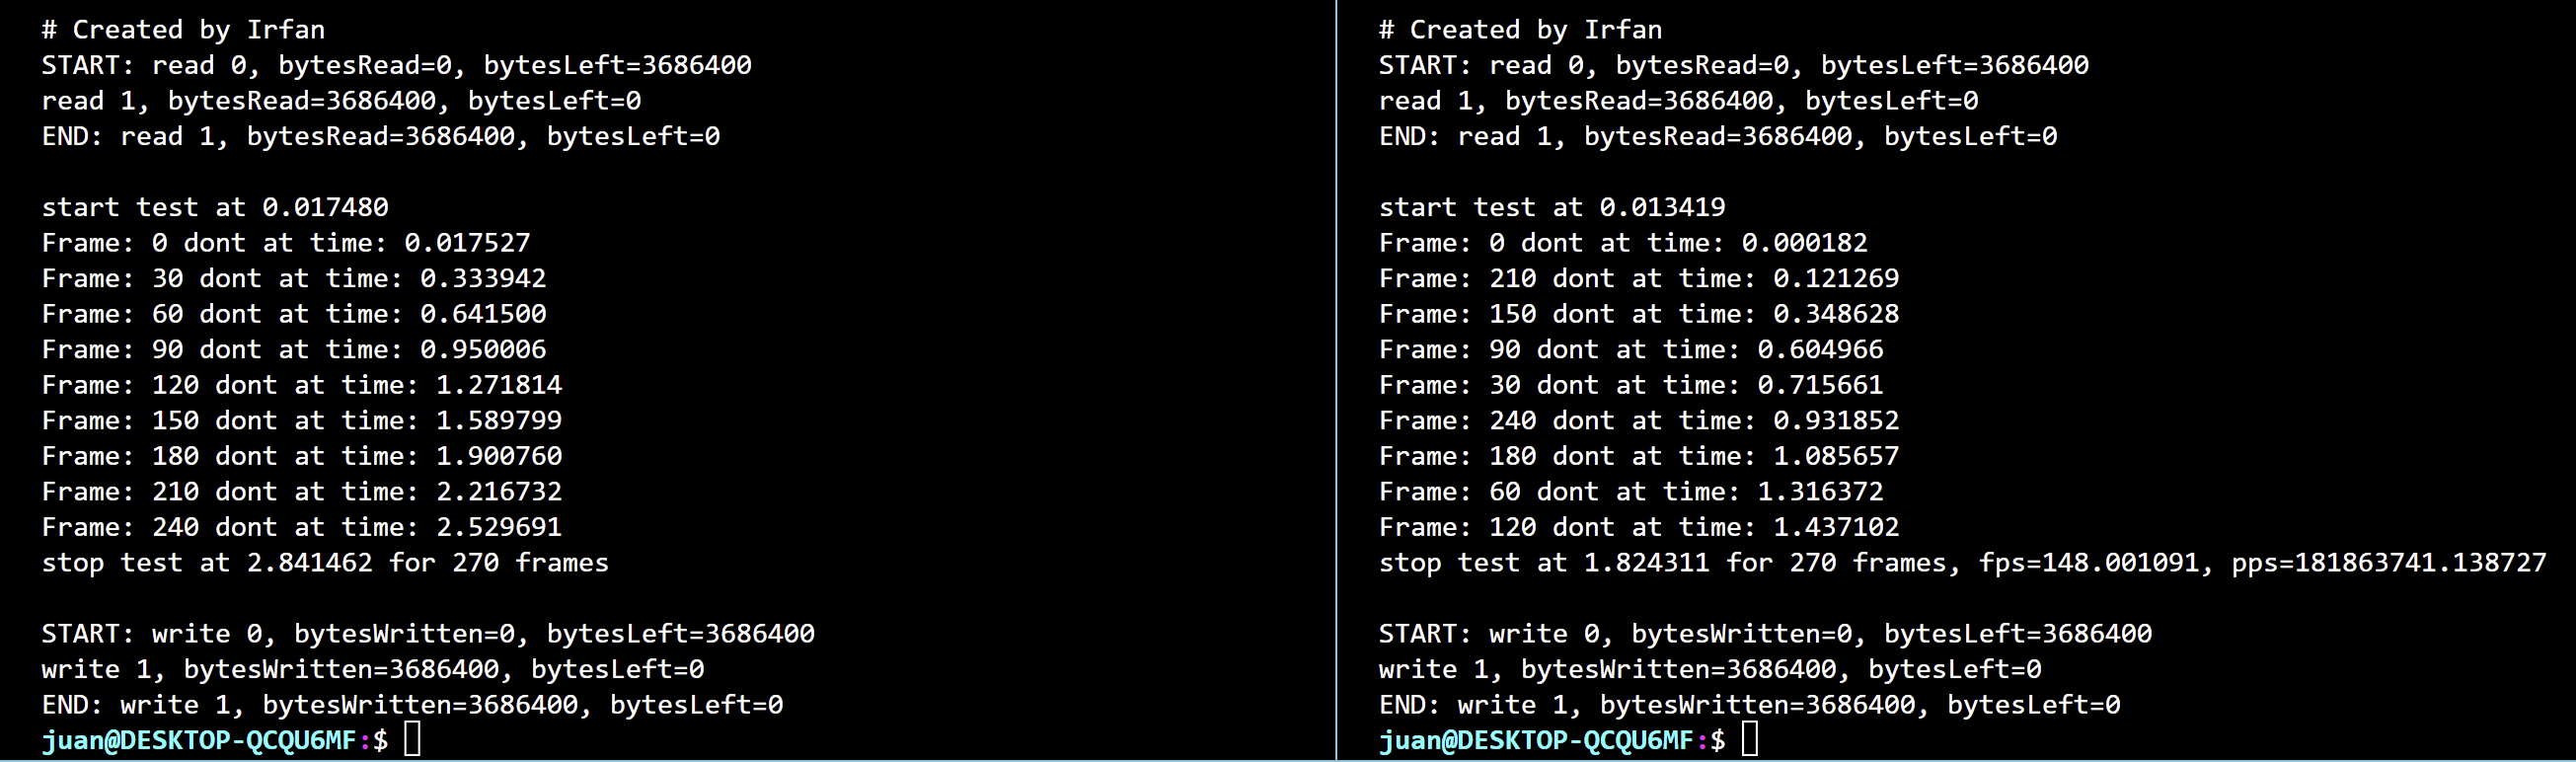 # Created by Irfan
START: read 0, bytesRead=0, bytesLeft=3686400
read 1, bytesRead=3686400, bytesLeft=0
END: read 1, bytesRead=3686400, bytesLeft=0
start test at 0.017480
Frame: 0 dont at time: 0.017527
Frame: 30 dont at time: 0.333942
Frame: 60 dont at time: 0.641500
Frame: 90 dont at time: 0.950006
Frame: 120 dont at time: 1.271814
Frame: 150 dont at time: 1.589799
Frame: 180 dont at time: 1.900760
Frame: 210 dont at time: 2.216732
Frame: 240 dont at time: 2.529691
stop test at 2.841462 for 270 frames
START: write 0, bytesWritten=0, bytesLeft=3686400
write 1, bytesWritten=3686400, bytesLeft=0
END: write 1, bytesWritten=3686400, bytesLeft=0
juan@DESKTOP-QCQU6MF:$
# Created by Irfan
START: read 0, bytesRead=0, bytesLeft=3686400
read 1, bytesRead=3686400, bytesLeft=0
END: read 1, bytesRead=3686400, bytesLeft=0
start test at 0.013419
Frame: 0 dont at time: 0.000182
Frame: 210 dont at time: 0.121269
Frame: 150 dont at time: 0.348628
Frame: 90 dont at time: 0.604966
Frame: 30 dont at time: 0.715661
Frame: 240 dont at time: 0.931852
Frame: 180 dont at time: 1.085657
Frame: 60 dont at time: 1.316372
Frame: 120 dont at time: 1.437102
stop test at 1.824311 for 270 frames, fps=148.001091, pps=181863741.138727
START: write 0, bytesWritten=0, bytesLeft=3686400
write 1, bytesWritten=3686400, bytesLeft=0
END: write 1, bytesWritten=3686400, bytesLeft=0
juan@DESKTOP-QCQU6MF:$